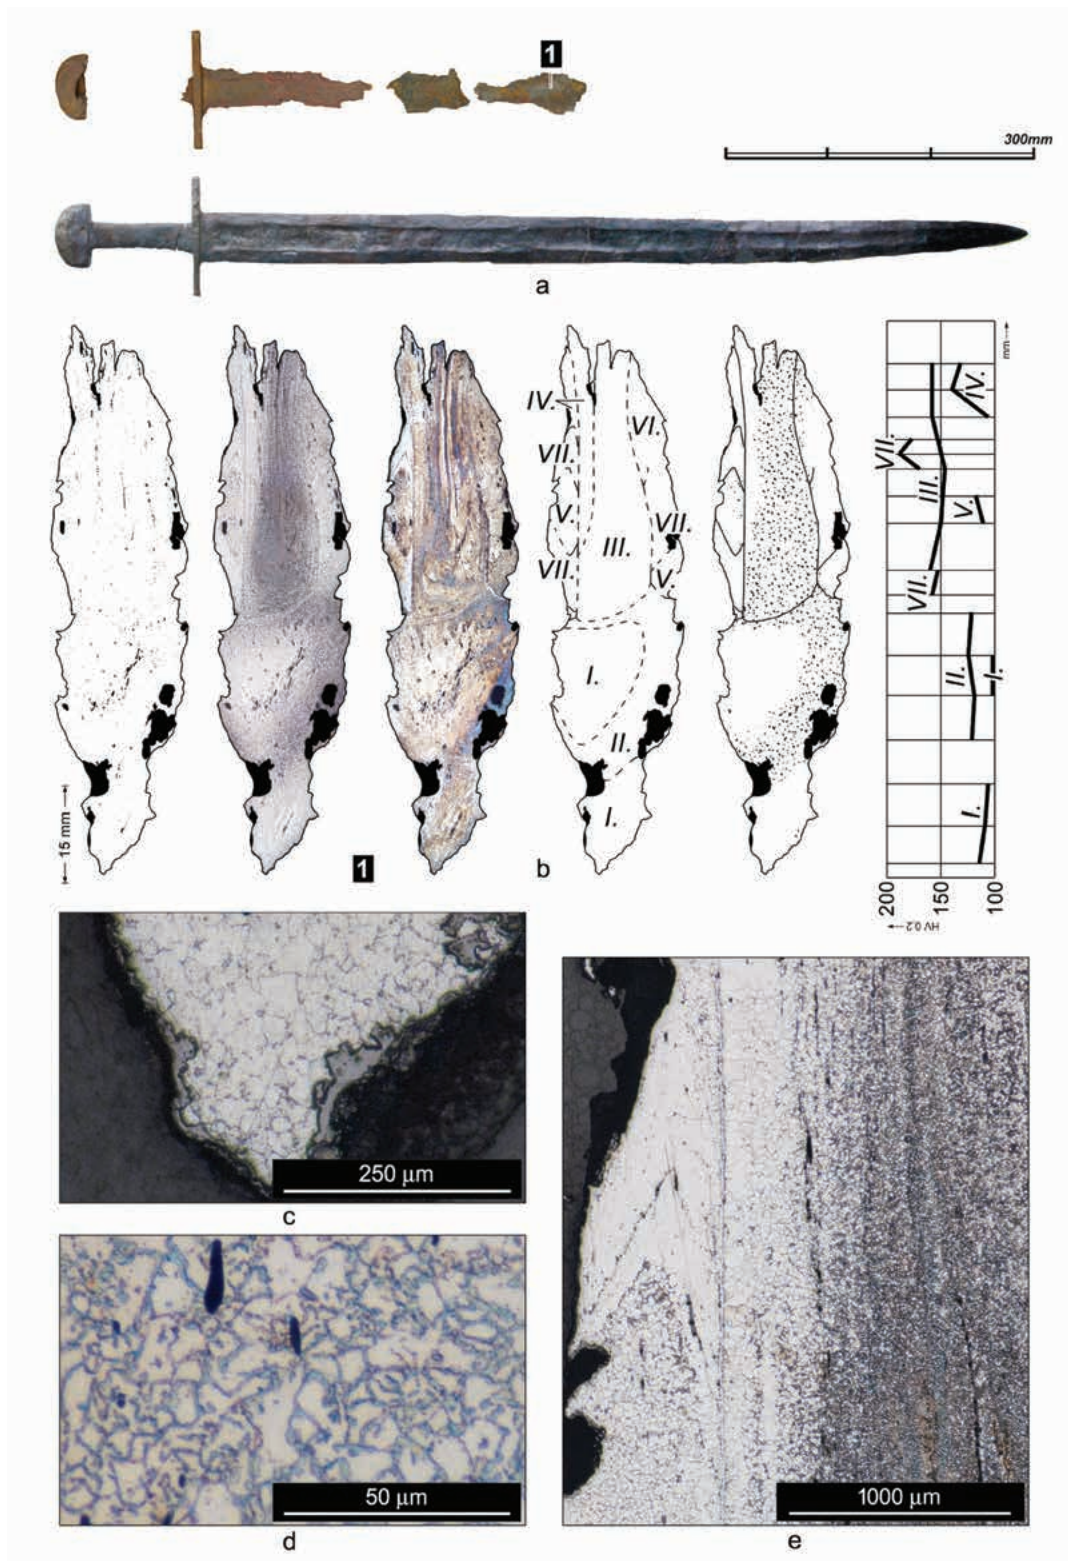 1
300mm
a
IV.
VI.
VII.
V.
VII.
III.
VII.
V.
I.
II.
I.
mm
IV.
VII.
III.
V.
VII.
II.
I.
I.
200
150
100
HV 0.2
15 mm
1
b
250 µm
c
50 µm
d
1000 µm
e